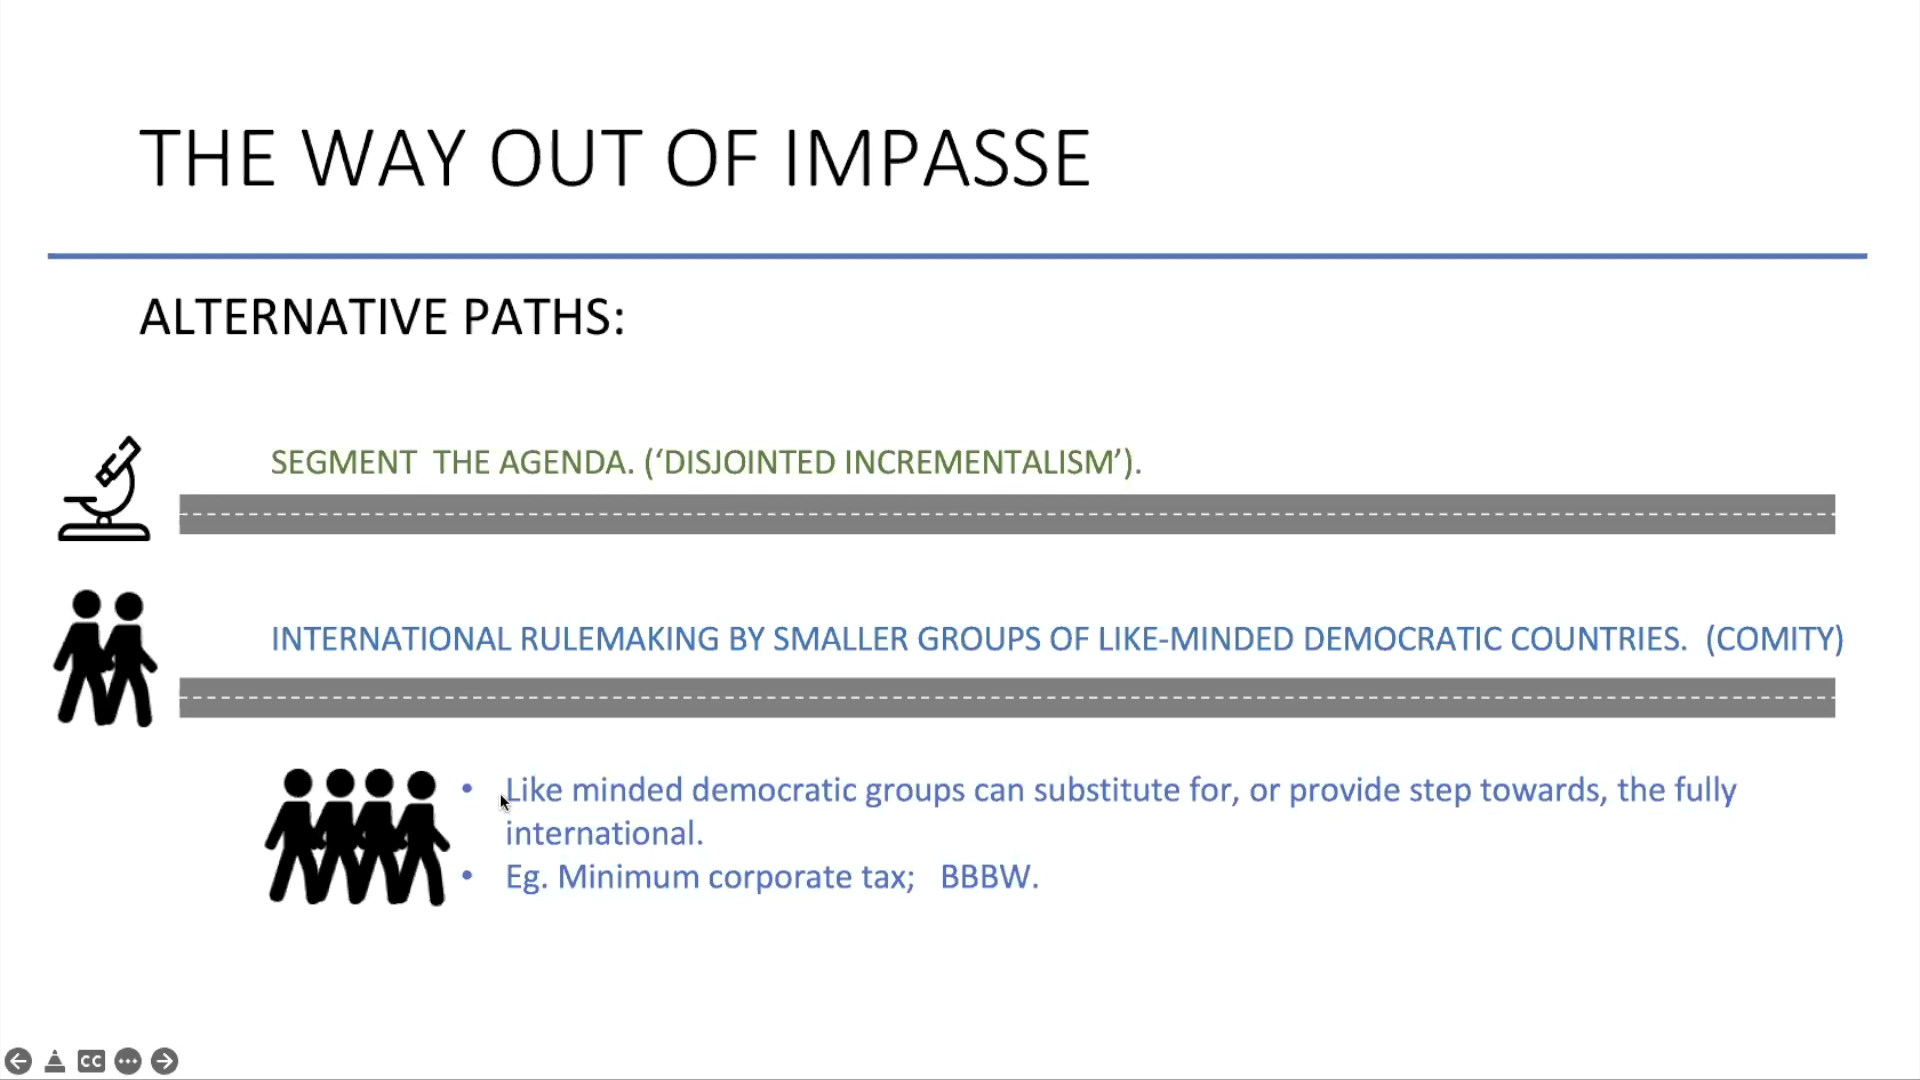 THE WAY OUT OF IMPASSE
ALTERNATIVE PATHS:
SEGMENT  THE AGENDA. (‘DISJOINTED INCREMENTALISM’).
INTERNATIONAL RULEMAKING BY SMALLER GROUPS OF LIKE-MINDED DEMOCRATIC COUNTRIES.  (COMITY)
• Like minded democratic groups can substitute for, or provide step towards, the fully
international.
• Eg. Minimum corporate tax;   BBBW.
CC